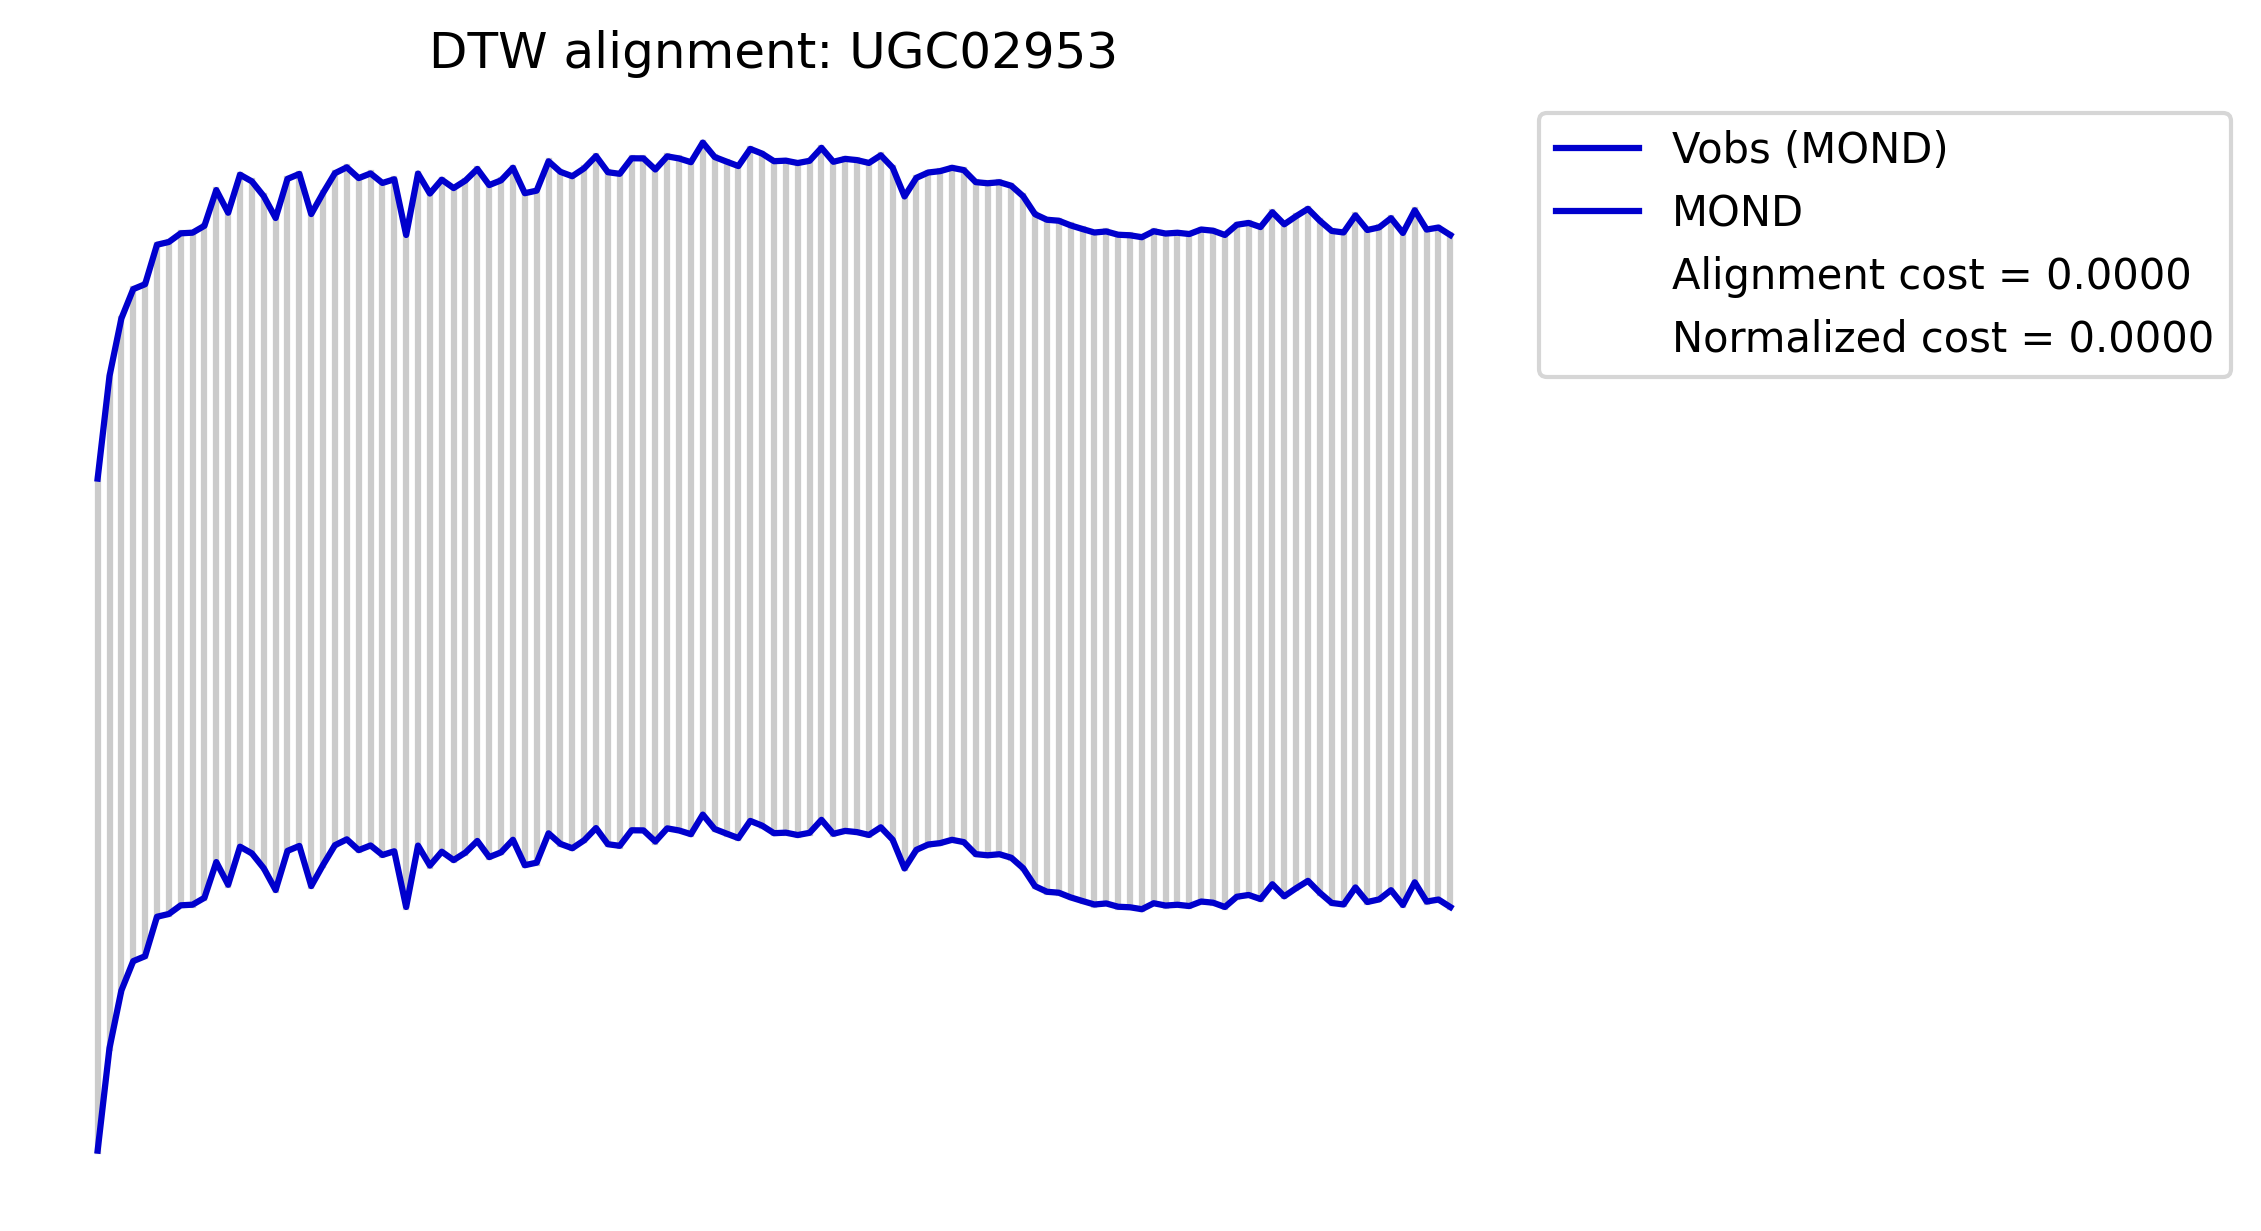 DTW alignment: UGC02953
Vobs (MOND)
MOND
Alignment cost = 0.0000
Normalized cost = 0.0000